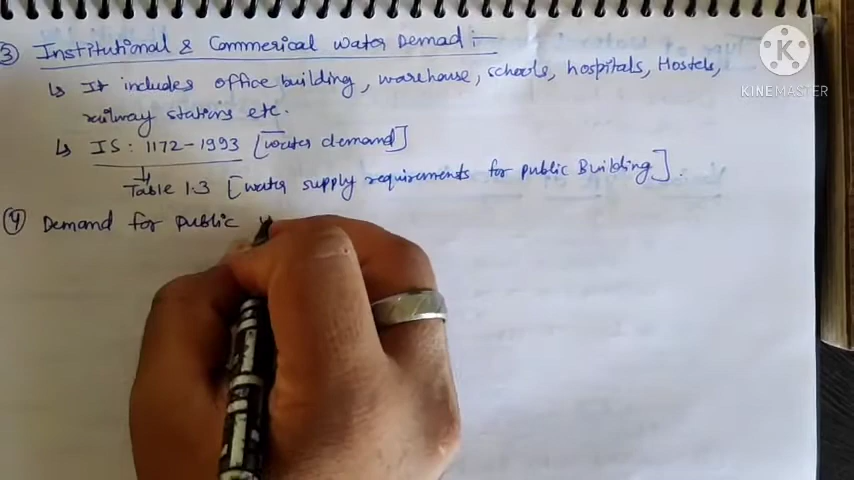 ③ Institutional & Commerical water Demad :-
↳ It includes office building, warehouse, schools, hospitals, Hostels,
railway stations etc.
↳ IS: 1172-1993 [water demand]
Table 1.3 [water supply requirements for public Building].
④ Demand for public
K
KINEMASTER